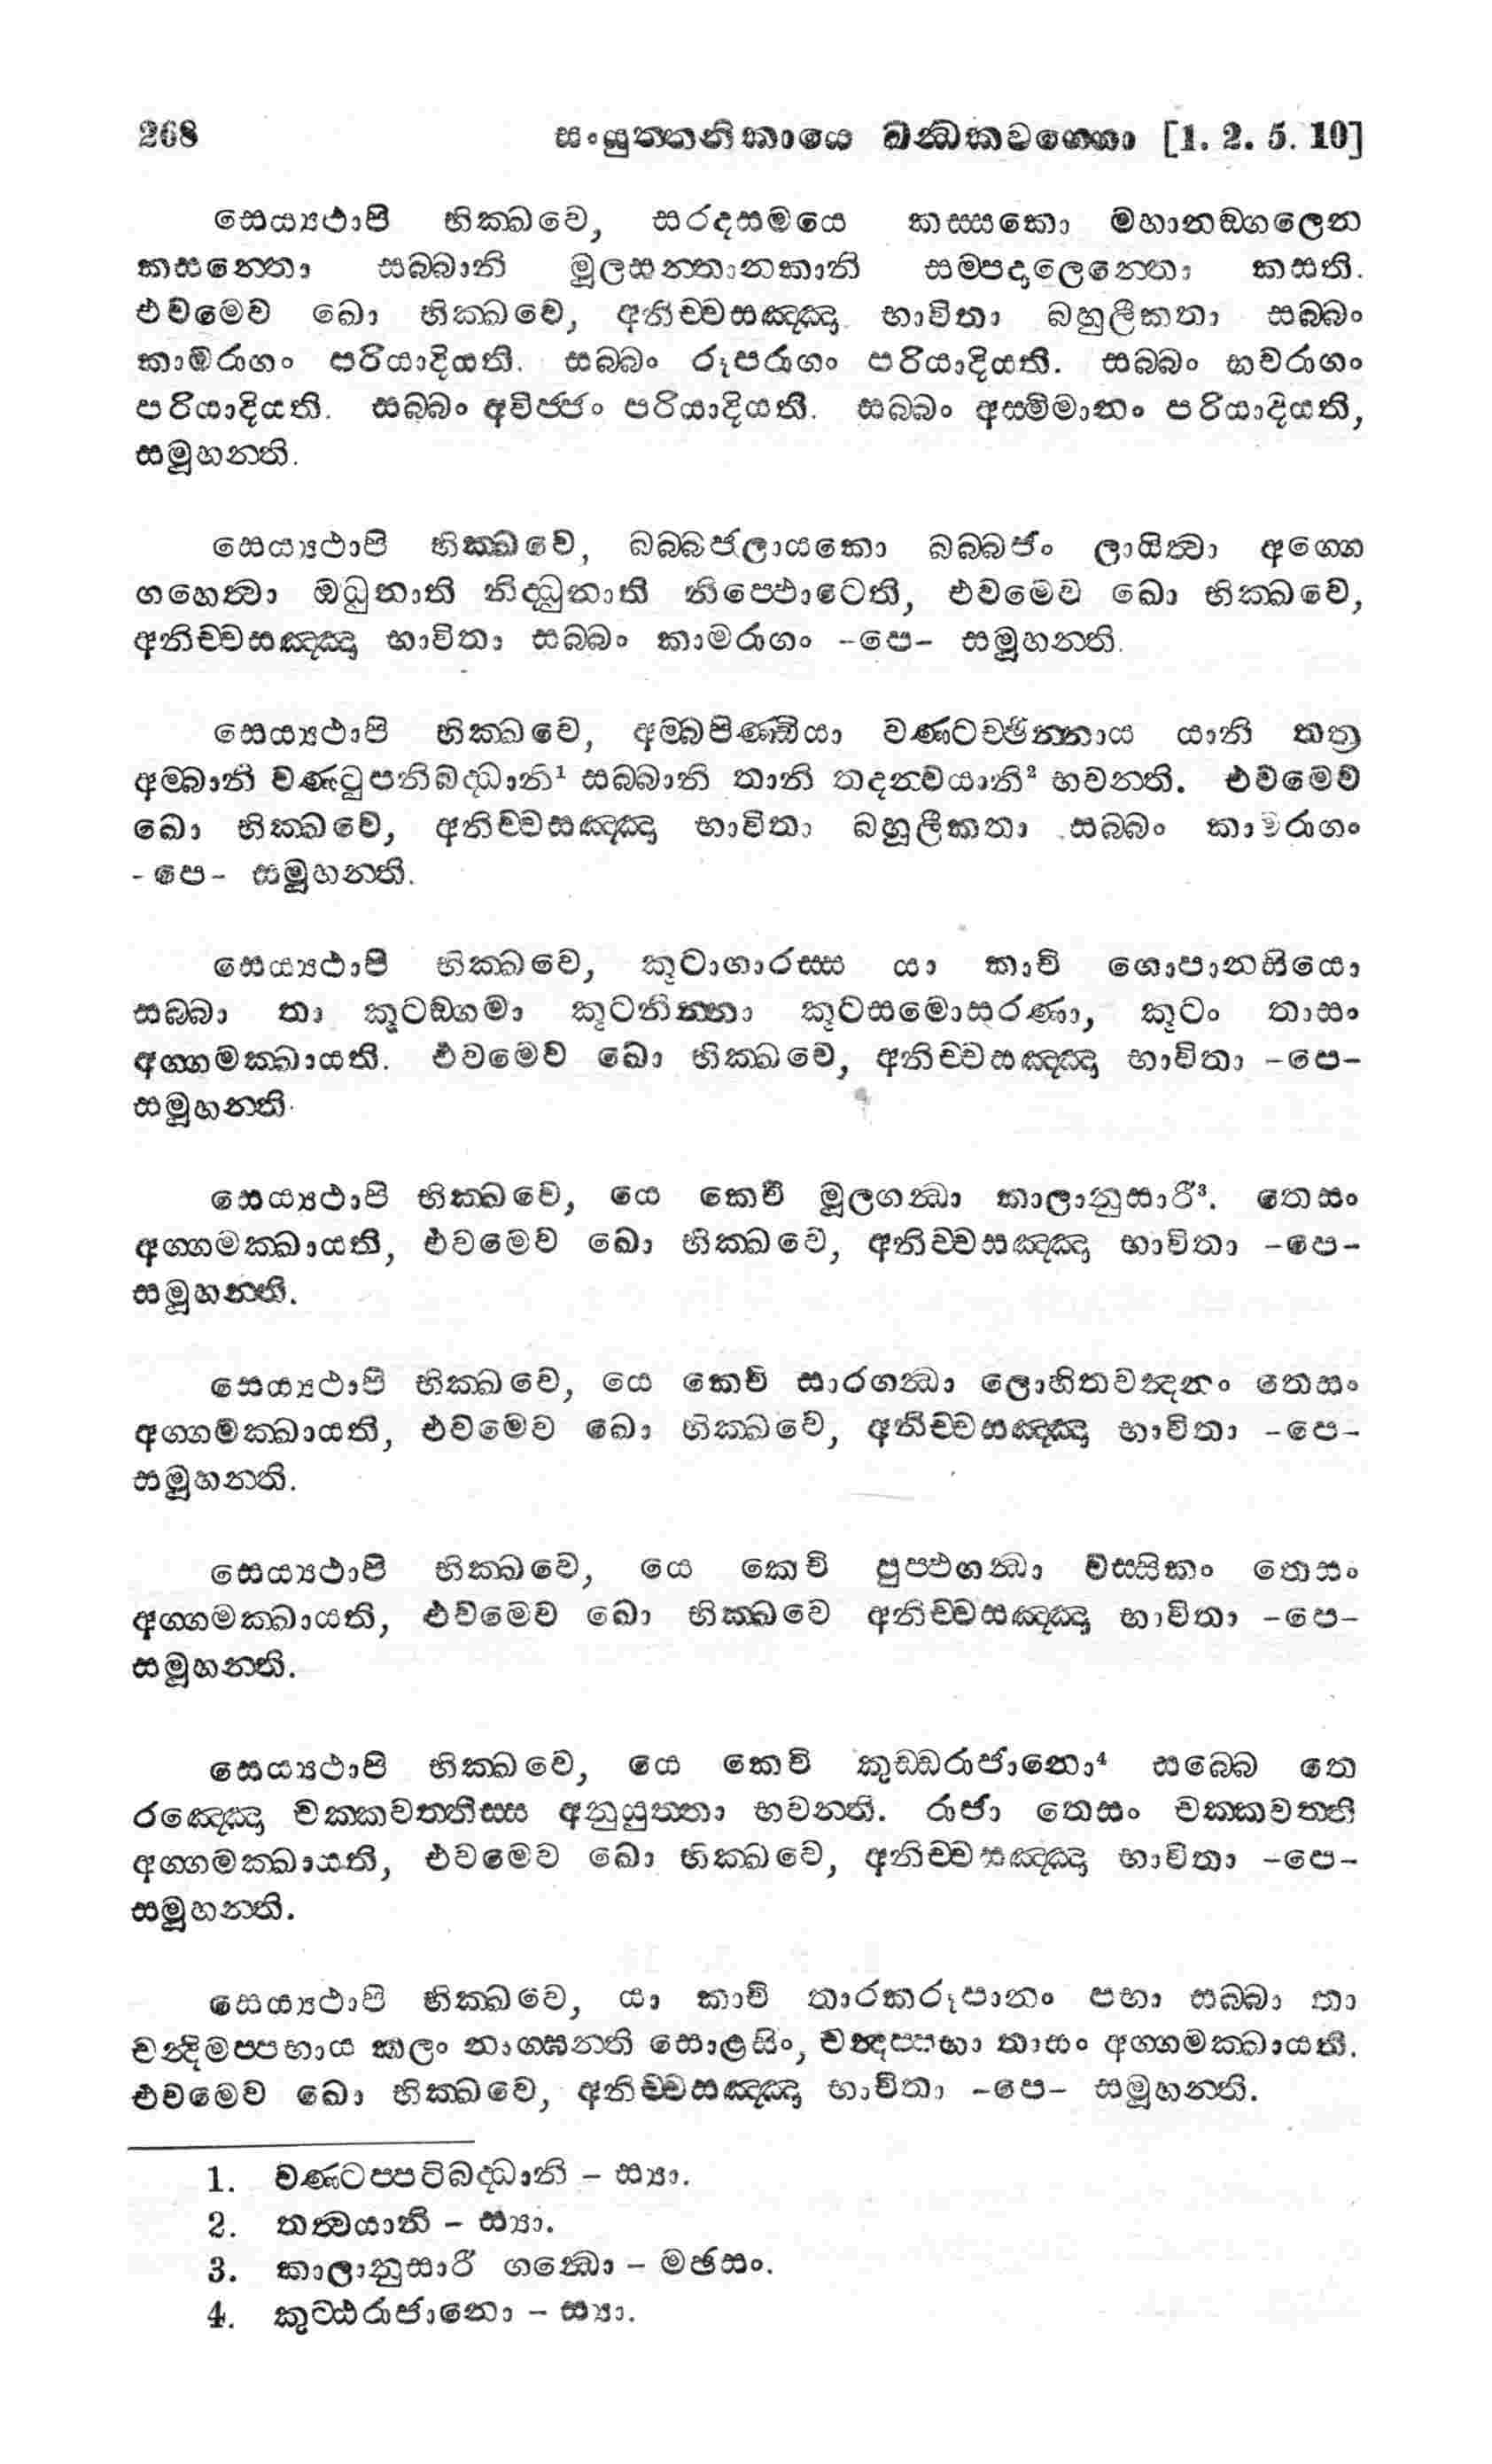 268 සංයුත්තනිකායෙ ඛන්ධකවග්ගො [1. 2. 5. 10]
සෙය්‍යථාපි භික්ඛවෙ, සරදසමයෙ කස්සකො මහානඞ්ගලෙන
කසන්තො සබ්බානි මූලසන්තානකානි සම්පදාලෙන්තො කසති.
එවමෙව ඛො භික්ඛවෙ, අනිච්චසඤ්ඤා භාවිතා බහුලීකතා සබ්බං
කාමරාගං පරියාදියති. සබ්බං රූපරාගං පරියාදියති. සබ්බං භවරාගං
පරියාදියති. සබ්බං අවිජ්ජං පරියාදියති. සබ්බං අස්මිමානං පරියාදියති,
සමූහනති.
සෙය්‍යථාපි භික්ඛවෙ, බබ්බජලායකො බබ්බජං ලායිත්‍වා අග්ගෙ
ගහෙත්‍වා ඔධුනාති නිද්ධුනාති නිප්ඵොටෙති, එවමෙව ඛො භික්ඛවෙ,
අනිච්චසඤ්ඤා භාවිතා සබ්බං කාමරාගං -පෙ- සමූහනති.
සෙය්‍යථාපි භික්ඛවෙ, අම්බපිණ්ඩියා වණ්ටච්ඡින්නාය යානි තත්‍ර
අම්බානි වණ්ටුපනිබද්ධානි¹ සබ්බානි තානි තදන්වයානි² භවන්ති. එවමෙව
ඛො භික්ඛවෙ, අනිච්චසඤ්ඤා භාවිතා බහුලීකතා සබ්බං කාමරාගං
-පෙ- සමූහනති.
සෙය්‍යථාපි භික්ඛවෙ, කූටාගාරස්ස යා කාචි ගොපානසියො
සබ්බා තා කූටඞ්ගමා කූටනින්නා කූටසමොසරණා, කූටං තාසං
අග්ගමක්ඛායති. එවමෙව ඛො භික්ඛවෙ, අනිච්චසඤ්ඤා භාවිතා -පෙ-
සමූහනති.
සෙය්‍යථාපි භික්ඛවෙ, යෙ කෙචි මූලගන්ධා කාලානුසාරී³. තෙසං
අග්ගමක්ඛායති, එවමෙව ඛො භික්ඛවෙ, අනිච්චසඤ්ඤා භාවිතා -පෙ-
සමූහනති.
සෙය්‍යථාපි භික්ඛවෙ, යෙ කෙචි සාරගන්ධා ලොහිතචන්දනං තෙසං
අග්ගමක්ඛායති, එවමෙව ඛො භික්ඛවෙ, අනිච්චසඤ්ඤා භාවිතා -පෙ-
සමූහනති.
සෙය්‍යථාපි භික්ඛවෙ, යෙ කෙචි පුප්ඵගන්ධා වස්සිකං තෙසං
අග්ගමක්ඛායති, එවමෙව ඛො භික්ඛවෙ අනිච්චසඤ්ඤා භාවිතා -පෙ-
සමූහනති.
සෙය්‍යථාපි භික්ඛවෙ, යෙ කෙචි කුඩ්ඩරාජානො⁴ සබ්බෙ තෙ
රඤ්ඤො චක්කවත්තිස්ස අනුයුත්තා භවන්ති. රාජා තෙසං චක්කවත්ති
අග්ගමක්ඛායති, එවමෙව ඛො භික්ඛවෙ, අනිච්චසඤ්ඤා භාවිතා -පෙ-
සමූහනති.
සෙය්‍යථාපි භික්ඛවෙ, යා කාචි තාරකරූපානං පභා සබ්බා තා
චන්දිමප්පභාය කලං නාග්ඝන්ති සොළසිං, චන්දප්පභා තාසං අග්ගමක්ඛායති.
එවමෙව ඛො භික්ඛවෙ, අනිච්චසඤ්ඤා භාවිතා -පෙ- සමූහනති.
1. වණ්ටප්පටිබද්ධානි - ස්‍යා.
2. තත්‍වයානි - ස්‍යා.
3. කාලානුසාරී ගන්ධො - මඡසං.
4. කුට්ඨරාජානො - ස්‍යා.